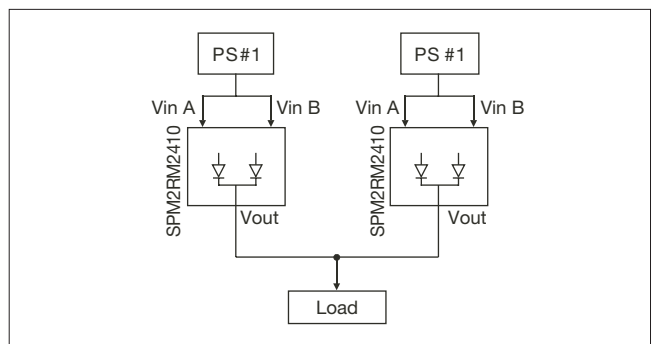 PS#1
PS#1
Vin A
Vin B
Vin A
Vin B
SPM2RM2410
SPM2RM2410
Vout
Vout
Load